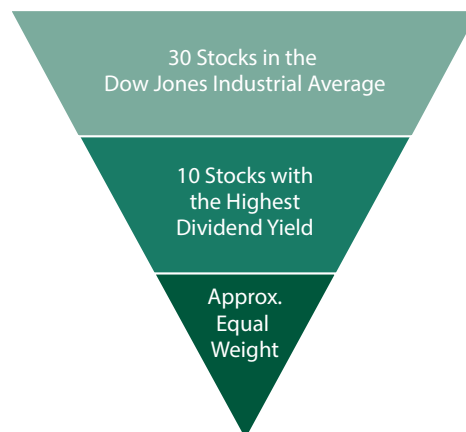 30 Stocks in the
Dow Jones Industrial Average
10 Stocks with
the Highest
Dividend Yield
Approx.
Equal
Weight